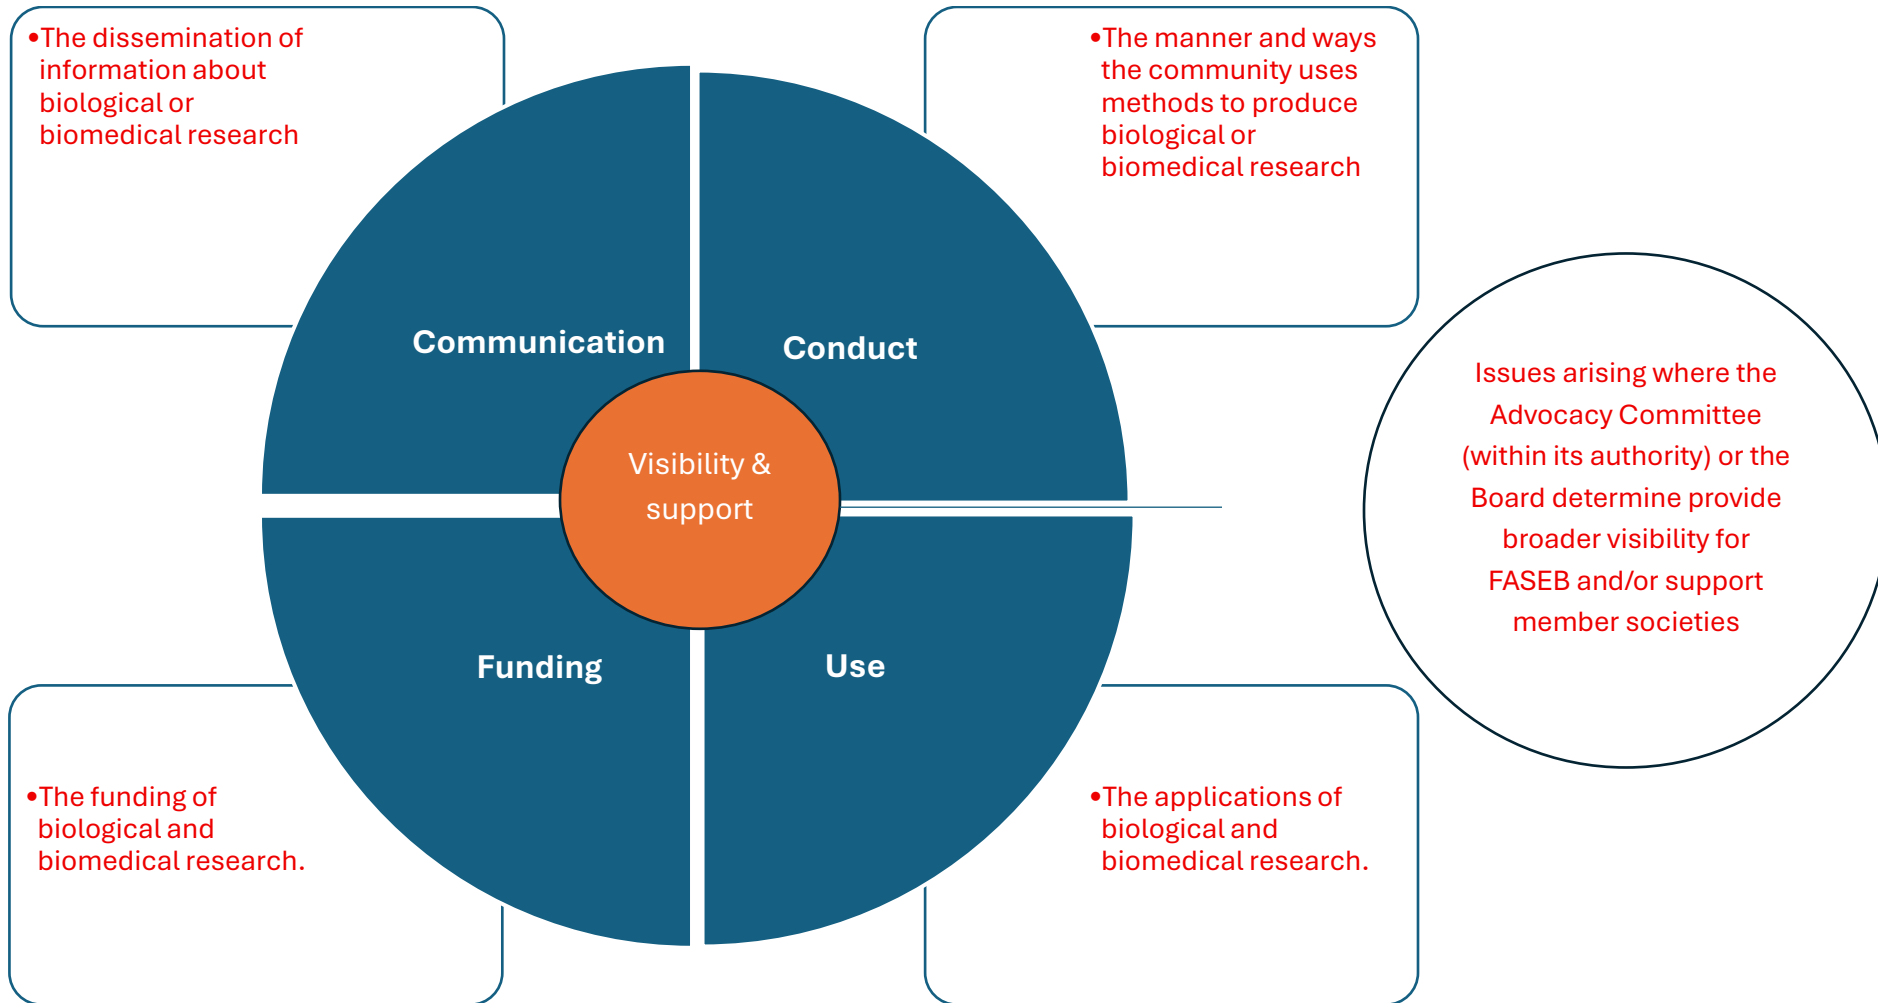 •The dissemination of
information about
biological or
biomedical research
•The manner and ways
the community uses
methods to produce
biological or
biomedical research
Communication
Conduct
Visibility &
support
Issues arising where the
Advocacy Committee
(within its authority) or the
Board determine provide
broader visibility for
FASEB and/or support
member societies
Funding
Use
•The funding of
biological and
biomedical research.
•The applications of
biological and
biomedical research.